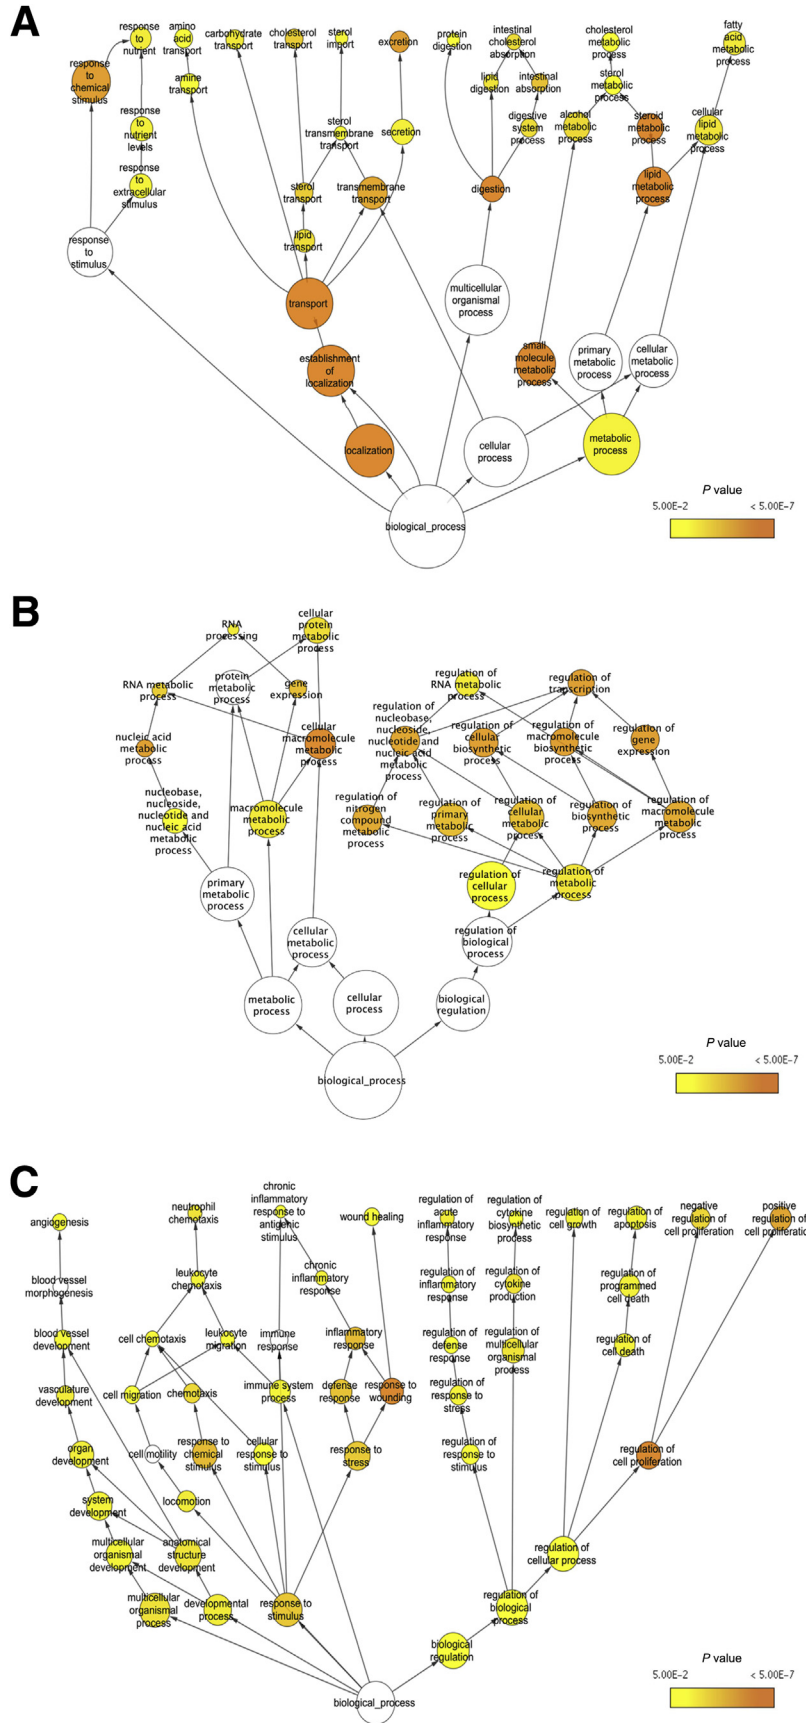 A
response
to
nutrient
amino
acid
transport
carbohydrate
transport
cholesterol
transport
sterol
import
excretion
protein
digestion
intestinal
cholesterol
absorption
cholesterol
metabolic
process
fatty
acid
metabolic
process
response
to
chemical
stimulus
amine
transport
lipid
digestion
intestinal
absorption
sterol
metabolic
process
response
to
nutrient
levels
sterol
transmembrane
transport
secretion
digestive
system
process
alcohol
metabolic
process
steroid
metabolic
process
cellular
lipid
metabolic
process
response
to
extracellular
stimulus
sterol
transport
transmembrane
transport
digestion
lipid
metabolic
process
response
to
stimulus
lipid
transport
transport
multicellular
organismal
process
establishment
of
localization
small
molecule
metabolic
process
primary
metabolic
process
cellular
metabolic
process
localization
cellular
process
metabolic
process
biological_process
P value
5.00E-2
< 5.00E-7
B
RNA
processing
cellular
protein
metabolic
process
RNA metabolic
process
protein
metabolic
process
gene
expression
regulation of
RNA metabolic
process
regulation of
transcription
nucleic acid
metabolic
process
cellular
macromolecule
metabolic
process
regulation of
nucleobase,
nucleoside,
nucleotide and
nucleic acid
metabolic
process
regulation of
cellular
biosynthetic
process
regulation of
macromolecule
biosynthetic
process
regulation of
gene
expression
nucleobase,
nucleoside,
nucleotide and
nucleic acid
metabolic
process
macromolecule
metabolic
process
regulation of
nitrogen
compound
metabolic
process
regulation of
primary
metabolic
process
regulation of
cellular
metabolic
process
regulation of
biosynthetic
process
regulation of
macromolecule
metabolic
process
primary
metabolic
process
regulation of
cellular
process
regulation of
metabolic
process
cellular
metabolic
process
regulation of
biological
process
metabolic
process
cellular
process
biological
regulation
biological_process
P value
5.00E-2
< 5.00E-7
C
angiogenesis
neutrophil
chemotaxis
chronic
inflammatory
response to
antigenic
stimulus
wound healing
regulation of
acute
inflammatory
response
regulation of
cytokine
biosynthetic
process
regulation of
cell growth
regulation of
apoptosis
negative
regulation of
cell proliferation
positive
regulation of
cell proliferation
blood vessel
morphogenesis
leukocyte
chemotaxis
chronic
inflammatory
response
regulation of
inflammatory
response
regulation of
cytokine
production
regulation of
programmed
cell death
blood vessel
development
cell chemotaxis
leukocyte
migration
immune
response
inflammatory
response
regulation of
defense
response
regulation of
multicellular
organismal
process
regulation of
cell death
vasculature
development
cell migration
chemotaxis
immune system
process
defense
response
response to
wounding
regulation of
response to
stress
organ
development
cell motility
response to
chemical
stimulus
cellular
response to
stimulus
response to
stress
regulation of
response to
stimulus
regulation of
cell proliferation
system
development
locomotion
multicellular
organismal
development
anatomical
structure
development
regulation of
cellular process
multicellular
organismal
process
developmental
process
response to
stimulus
regulation of
biological
process
biological
regulation
biological_process
P value
5.00E-2
< 5.00E-7